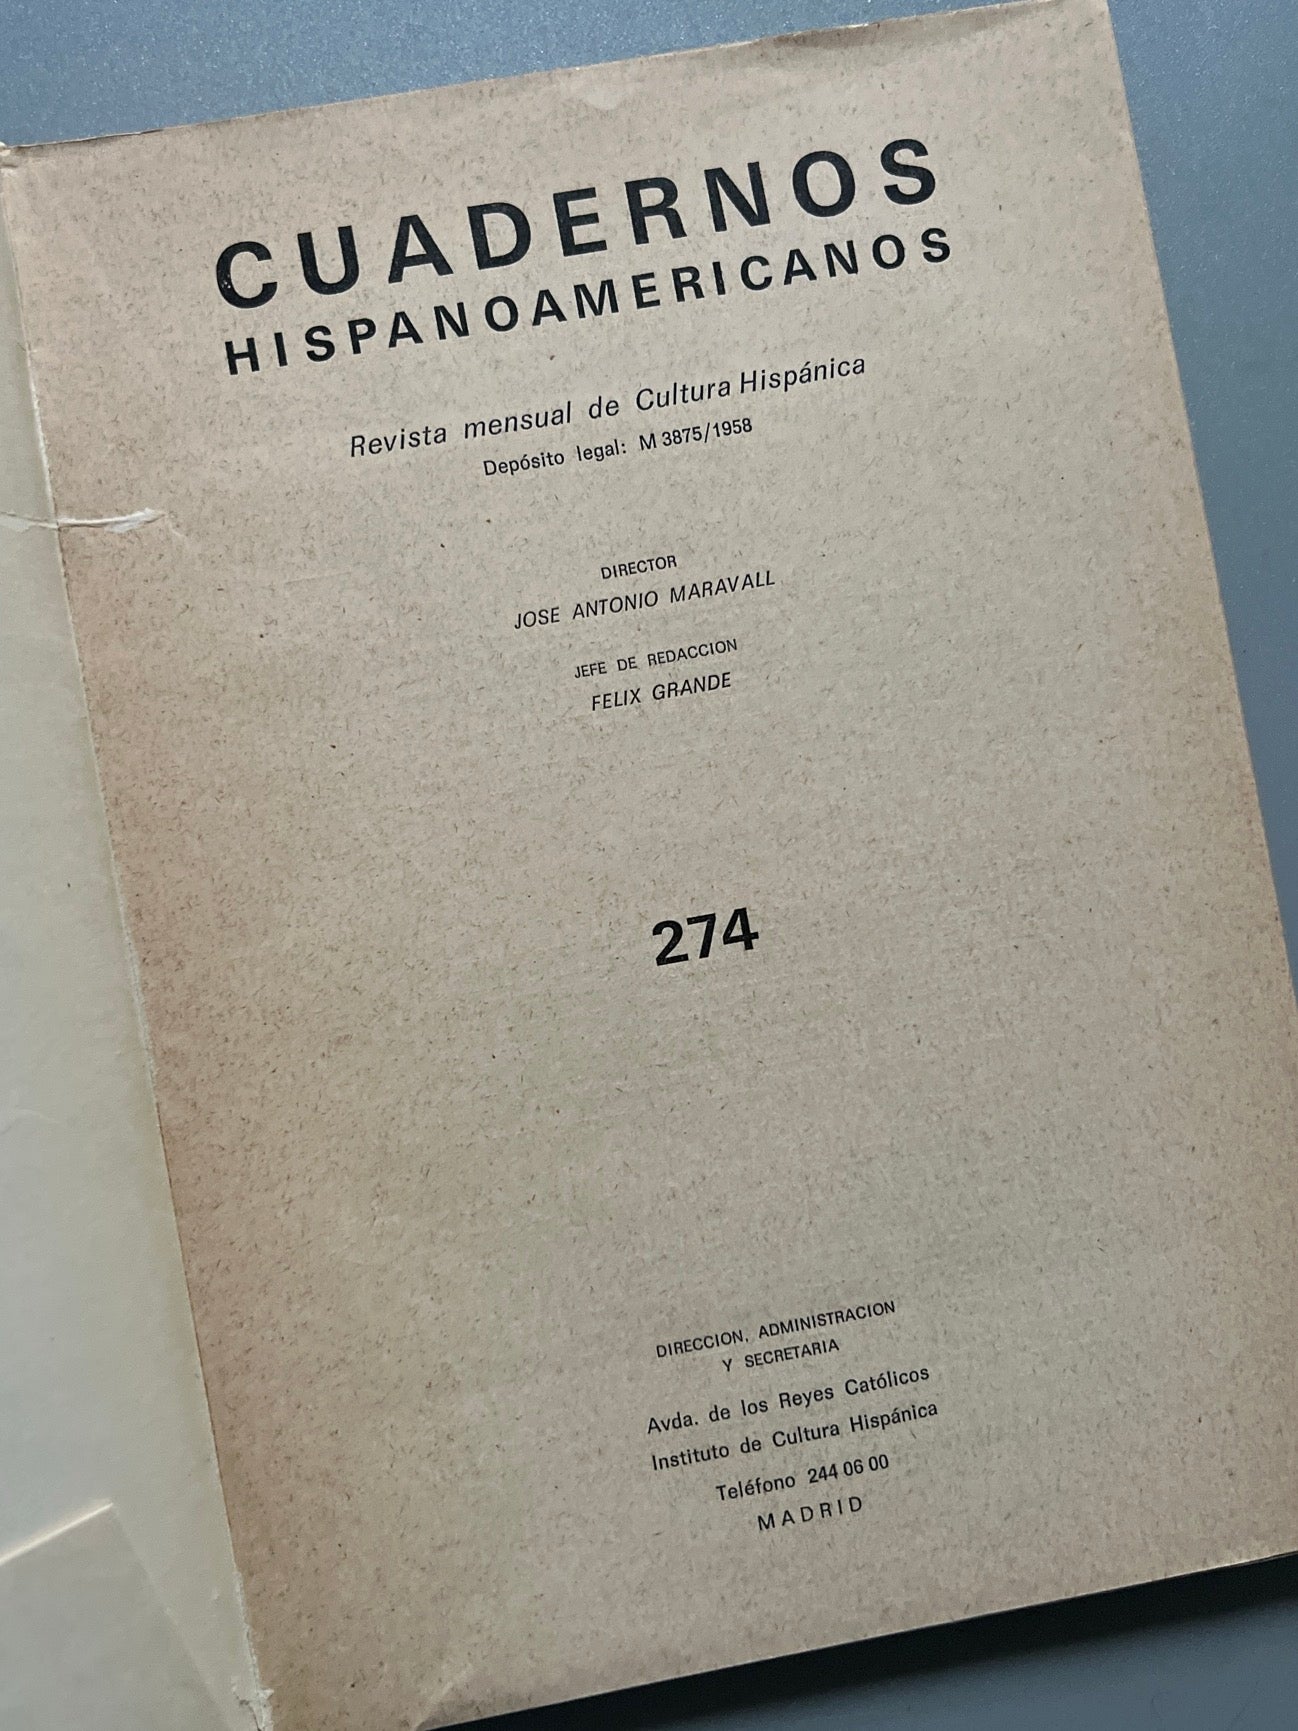 CUADERNOS
HISPANOAMERICANOS
Revista mensual de Cultura Hispánica
Depósito legal: M 3875/1958
DIRECTOR
JOSE ANTONIO MARAVALL
JEFE DE REDACCION
FELIX GRANDE
274
DIRECCION, ADMINISTRACION
Y SECRETARIA
Avda. de los Reyes Católicos
Instituto de Cultura Hispánica
Teléfono 244 06 00
MADRID